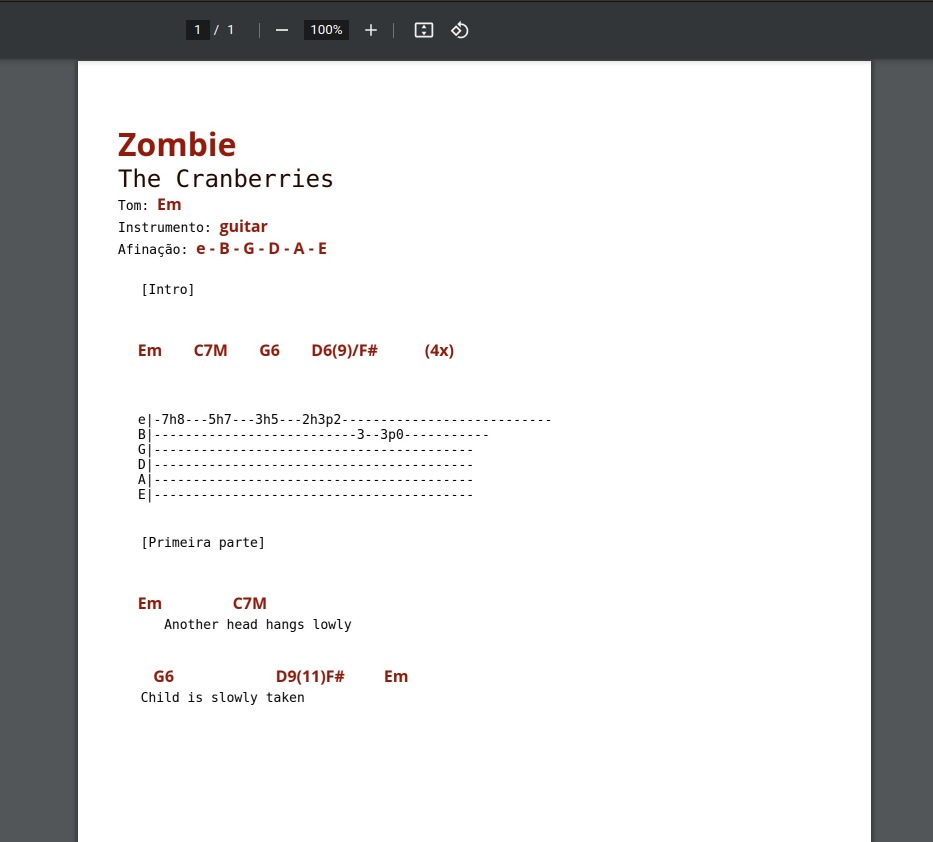 1 / 1 — 100% +
Zombie
The Cranberries
Tom: Em
Instrumento: guitar
Afinação: e - B - G - D - A - E
[Intro]
Em C7M G6 D6(9)/F# (4x)
e|-7h8---5h7---3h5---2h3p2---------------------------
B|--------------------------3--3p0-----------
G|-----------------------------------------
D|-----------------------------------------
A|-----------------------------------------
E|-----------------------------------------
[Primeira parte]
Em C7M
Another head hangs lowly
G6 D9(11)F# Em
Child is slowly taken